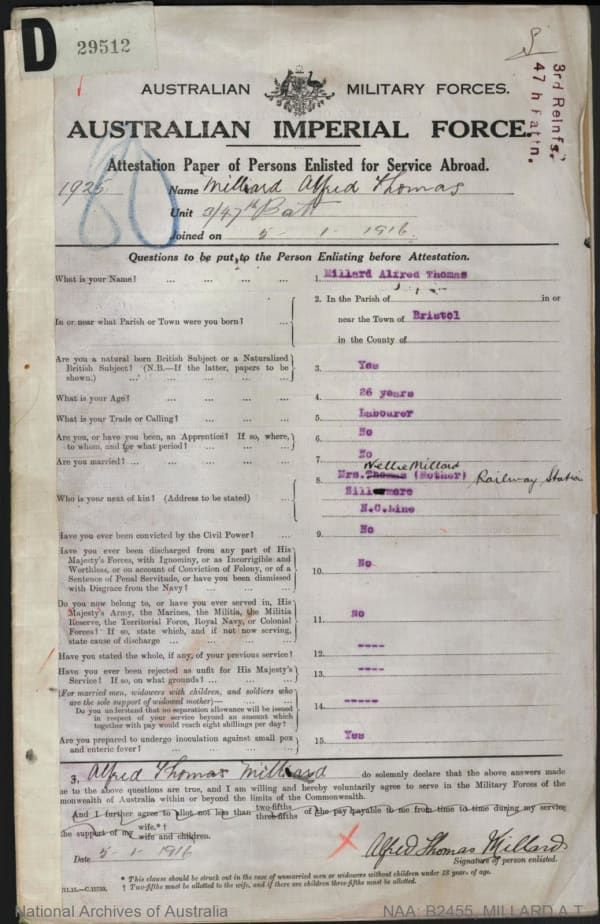 D
29512
3rd Reinfs.
47th Battn.
AUSTRALIAN MILITARY FORCES.
AUSTRALIAN IMPERIAL FORCE.
Attestation Paper of Persons Enlisted for Service Abroad.
1925 Name Millard Alfred Thomas
80
Unit 3/47th Batt
Joined on 5-1-1916
Questions to be put to the Person Enlisting before Attestation.
What is your Name? ... ... ... ... 1. Millard Alfred Thomas
In or near what Parish or Town were you born? ...
2. In the Parish of in or
near the Town of Bristol
in the County of
Are you a natural born British Subject or a Naturalized
British Subject? (N.B.—If the latter, papers to be
shown.) ... ... ... ... 3. Yes
What is your Age? ... ... ... ... 4. 26 years
What is your Trade or Calling? ... ... ... 5. Labourer
Are you, or have you been, an Apprentice? If so, where,
to whom, and for what period? ... ... ... 6. No
Are you married? ... ... ... ... ... 7. No
Nellie Millard
Who is your next of kin? (Address to be stated) ... 8. Mrs. Thomas (Mother) Railway Station
N.C.Line
Have you ever been convicted by the Civil Power? ... 9. No
Have you ever been discharged from any part of His
Majesty's Forces, with Ignominy, or as Incorrigible and
Worthless, or on account of Conviction of Felony, or of a
Sentence of Penal Servitude, or have you been dismissed
with Disgrace from the Navy? ... ... ... 10. No
Do you now belong to, or have you ever served in, His
Majesty's Army, the Marines, the Militia, the Militia
Reserve, the Territorial Force, Royal Navy, or Colonial
Forces? If so, state which, and if not now serving,
state cause of discharge ... ... ... 11. No
Have you stated the whole, if any, of your previous service? 12. ----
Have you ever been rejected as unfit for His Majesty's
Service? If so, on what grounds? ... ... ... 13. ----
(For married men, widowers with children, and soldiers who
are the sole support of widowed mother)—
Do you understand that no separation allowance will be issued
in respect of your service beyond an amount which
together with pay would reach eight shillings per day? 14. -----
Are you prepared to undergo inoculation against small pox
and enteric fever? ... ... ... ... 15. Yes
I, Alfred Thomas Millard do solemnly declare that the above answers made
me to the above questions are true, and I am willing and hereby voluntarily agree to serve in the Military Forces of the
monwealth of Australia within or beyond the limits of the Commonwealth.
And I further agree to allot not less than two-fifths three-fifths of the pay payable to me from time to time during my service
the support of my wife.*† wife and children.
Date 5-1-1916
Alfred Thomas Millard
Signature of person enlisted.
* This clause should be struck out in the case of unmarried men or widowers without children under 18 years of age.
† Two-fifths must be allotted to the wife, and if there are children three-fifths must be allotted.
/11.15.—C.15755.
National Archives of Australia NAA: B2455, MILLARD A T